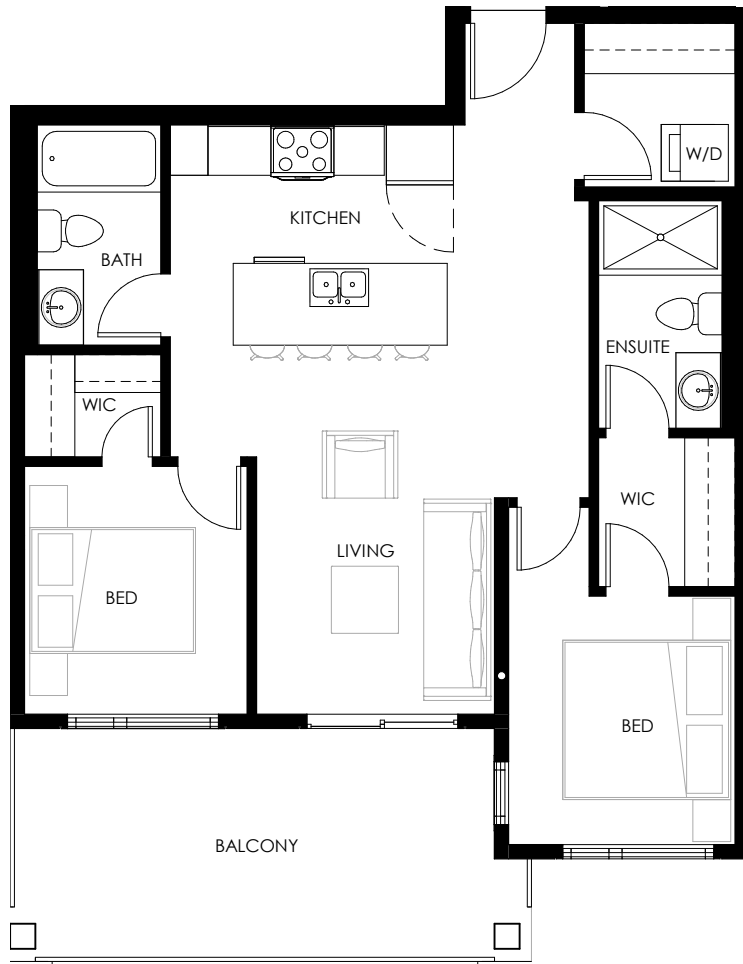 W/D
KITCHEN
BATH
ENSUITE
WIC
WIC
LIVING
BED
BED
BALCONY